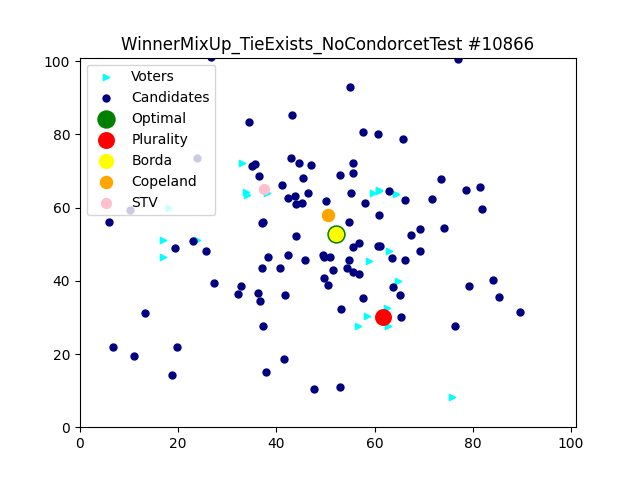 WinnerMixUp_TieExists_NoCondorcetTest #10866
100
80
60
40
20
0
0
20
40
60
80
100
Voters
Candidates
Optimal
Plurality
Borda
Copeland
STV